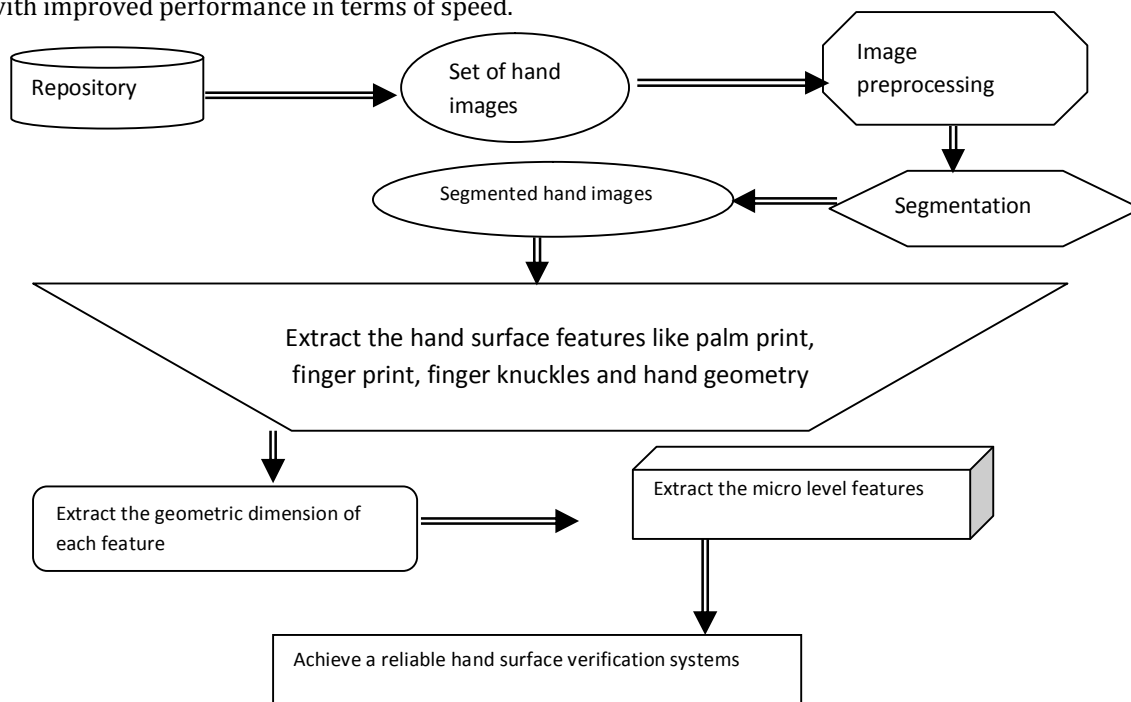 with improved performance in terms of speed.
Repository
Set of hand
images
Image
preprocessing
Segmentation
Segmented hand images
Extract the hand surface features like palm print,
finger print, finger knuckles and hand geometry
Extract the geometric dimension of
each feature
Extract the micro level features
Achieve a reliable hand surface verification systems